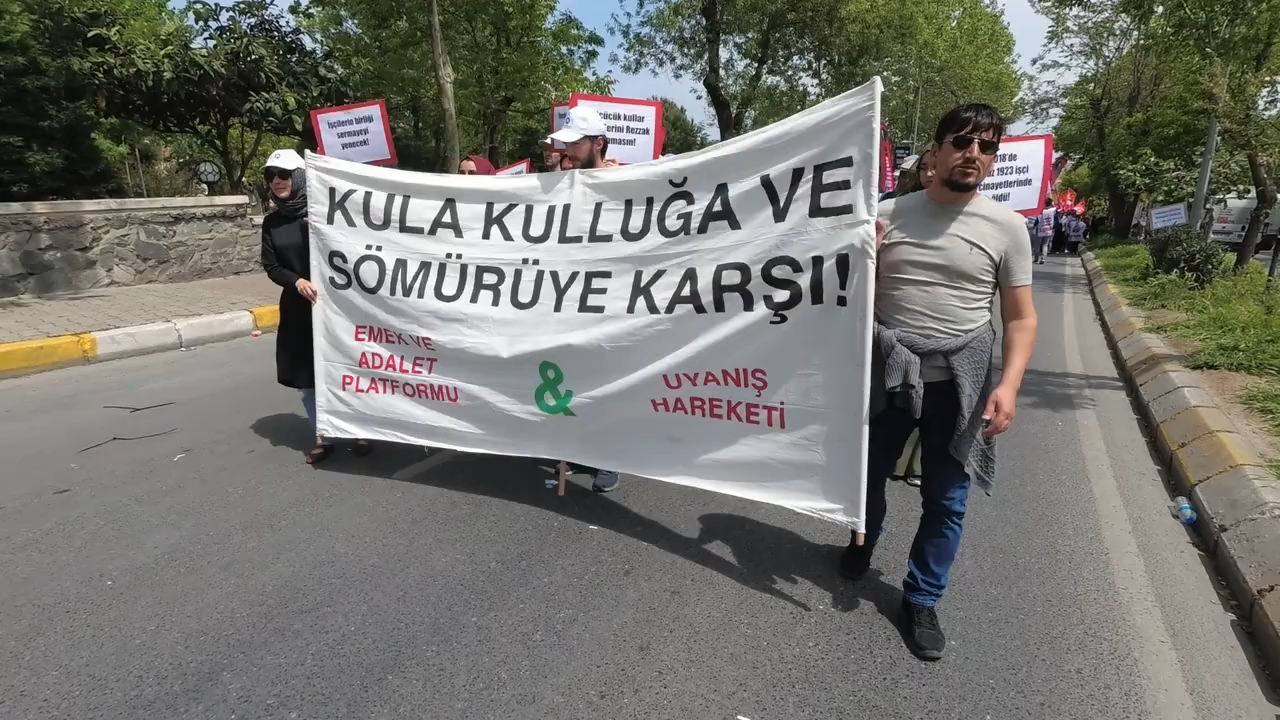 İşçilerin birliği
sermayeyi
yenecek!
kullar
Rezzak
KULA KULLUĞA VE
SÖMÜRÜYE KARŞI!
EMEK VE
ADALET
PLATFORMU
&
UYANIŞ
HAREKETİ
1923 işçi